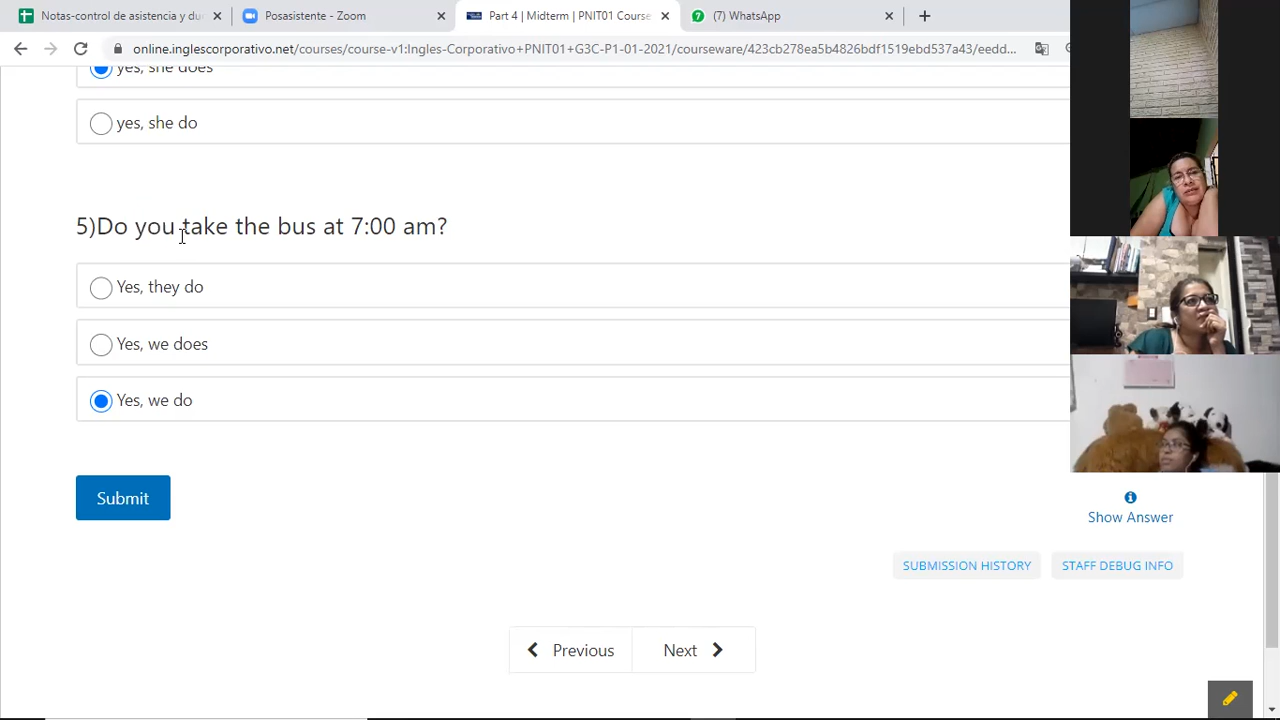 Notas-control de asistencia y du
Posasistente - Zoom
Part 4 | Midterm | PNIT01 Course
(7) WhatsApp
online.inglescorporativo.net/courses/course-v1:Ingles-Corporativo+PNIT01+G3C-P1-01-2021/courseware/423cb278ea5b4826bdf1519ebd537a43/eedd...
yes, she does
yes, she do
5)Do you take the bus at 7:00 am?
Yes, they do
Yes, we does
Yes, we do
Submit
Show Answer
SUBMISSION HISTORY
STAFF DEBUG INFO
Previous
Next